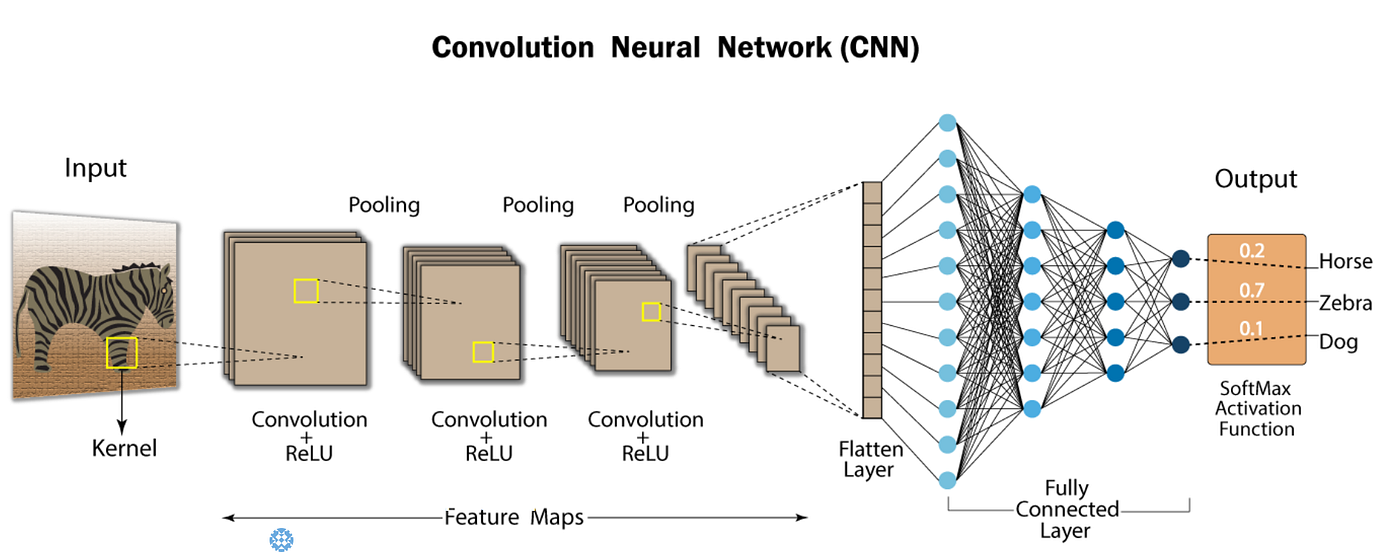 Convolution Neural Network (CNN)
Input
Kernel
Pooling
Pooling
Pooling
Convolution
+
ReLU
Convolution
+
ReLU
Convolution
+
ReLU
Feature Maps
Flatten
Layer
Fully
Connected
Layer
Output
0.2
Horse
0.7
Zebra
0.1
Dog
SoftMax
Activation
Function